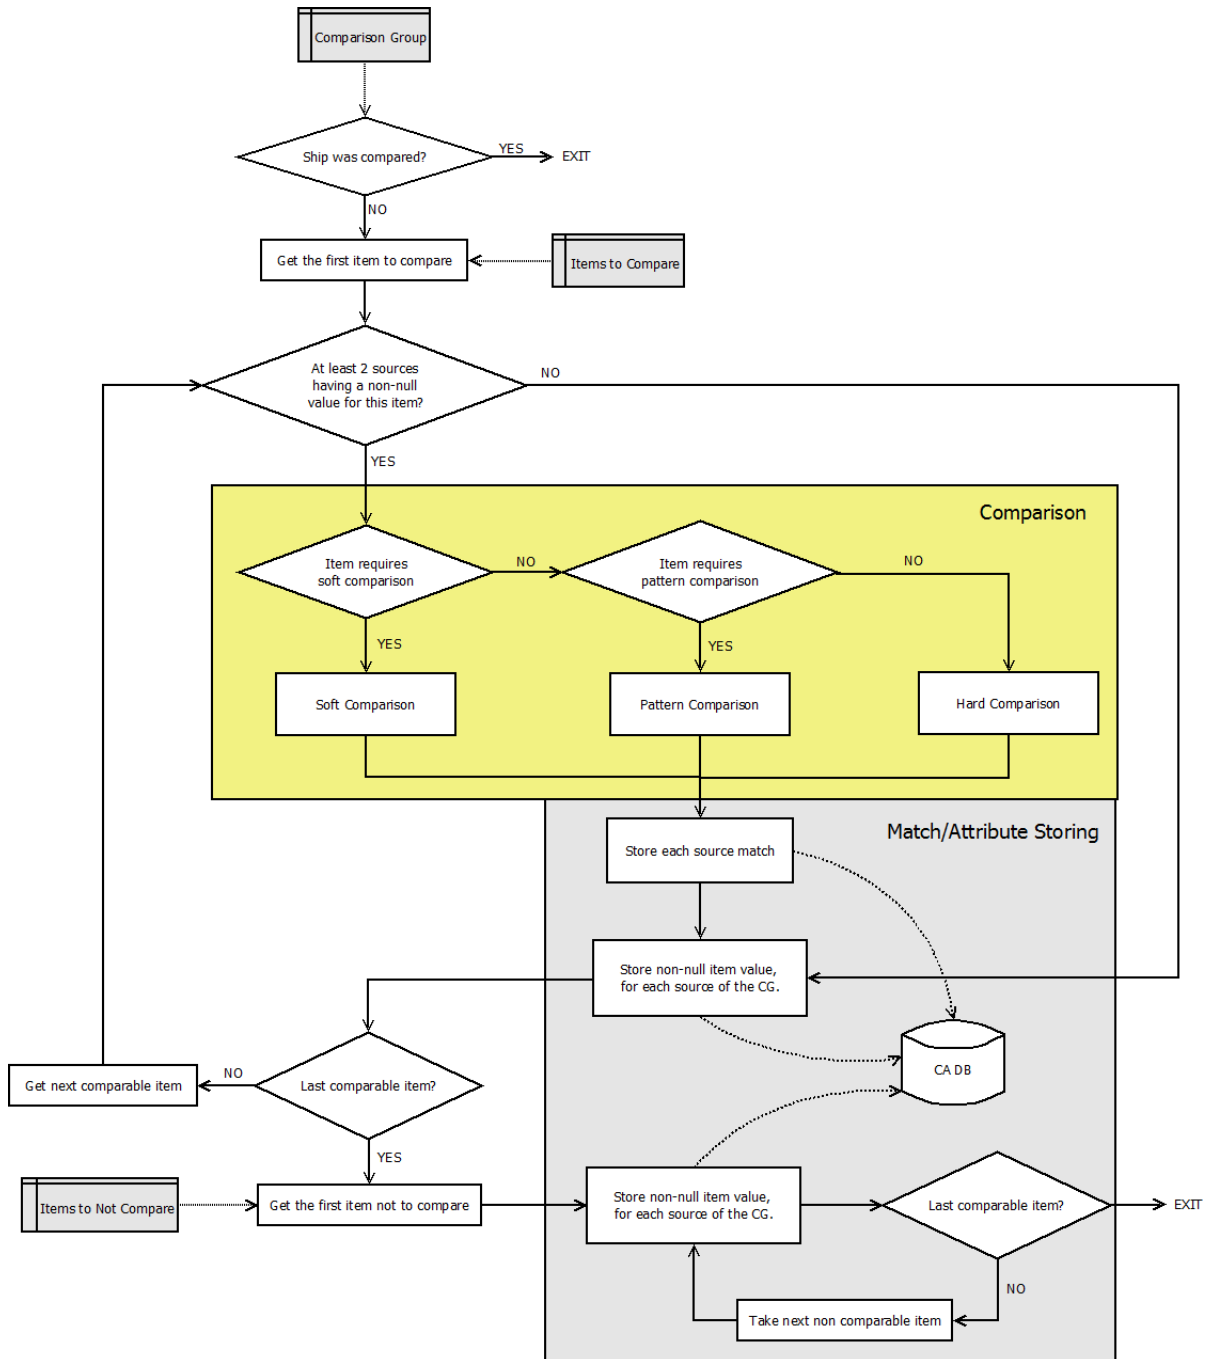 Comparison Group
Ship was compared?
YES
EXIT
NO
Get the first item to compare
Items to Compare
At least 2 sources
having a non-null
value for this item?
NO
YES
Comparison
Item requires
soft comparison
NO
Item requires
pattern comparison
NO
YES
YES
Soft Comparison
Pattern Comparison
Hard Comparison
Match/Attribute Storing
Store each source match
Store non-null item value,
for each source of the CG.
CA DB
Get next comparable item
NO
Last comparable item?
YES
Items to Not Compare
Get the first item not to compare
Store non-null item value,
for each source of the CG.
Last comparable item?
EXIT
NO
Take next non comparable item